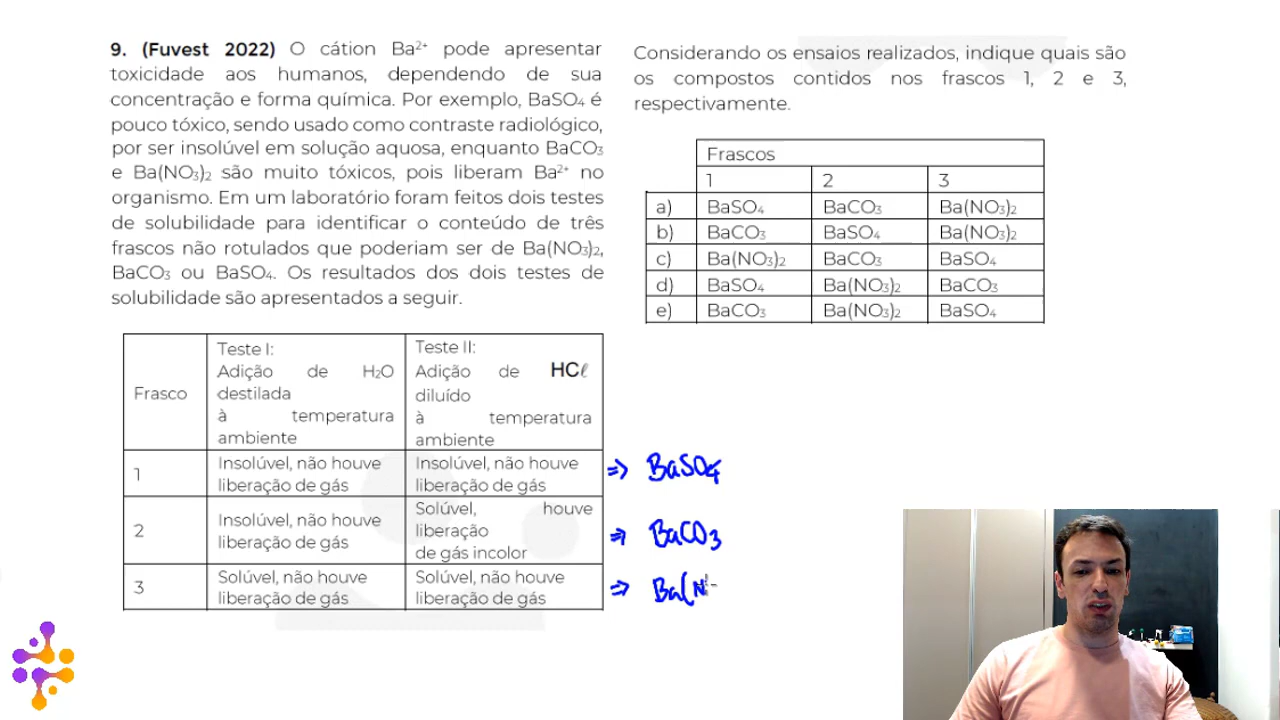 9. (Fuvest 2022) O cátion Ba²⁺ pode apresentar
toxicidade aos humanos, dependendo de sua
concentração e forma química. Por exemplo, BaSO₄ é
pouco tóxico, sendo usado como contraste radiológico,
por ser insolúvel em solução aquosa, enquanto BaCO₃
e Ba(NO₃)₂ são muito tóxicos, pois liberam Ba²⁺ no
organismo. Em um laboratório foram feitos dois testes
de solubilidade para identificar o conteúdo de três
frascos não rotulados que poderiam ser de Ba(NO₃)₂,
BaCO₃ ou BaSO₄. Os resultados dos dois testes de
solubilidade são apresentados a seguir.
Frasco
Teste I:
Adição de H₂O
destilada
à temperatura
ambiente
Teste II:
Adição de HCℓ
diluído
à temperatura
ambiente
1
Insolúvel, não houve
liberação de gás
Insolúvel, não houve
liberação de gás
⇒ BaSO₄
2
Insolúvel, não houve
liberação de gás
Solúvel, houve
liberação
de gás incolor
⇒ BaCO₃
3
Solúvel, não houve
liberação de gás
Solúvel, não houve
liberação de gás
⇒ Ba(N
Considerando os ensaios realizados, indique quais são
os compostos contidos nos frascos 1, 2 e 3,
respectivamente.
Frascos
1 2 3
a) BaSO₄ BaCO₃ Ba(NO₃)₂
b) BaCO₃ BaSO₄ Ba(NO₃)₂
c) Ba(NO₃)₂ BaCO₃ BaSO₄
d) BaSO₄ Ba(NO₃)₂ BaCO₃
e) BaCO₃ Ba(NO₃)₂ BaSO₄